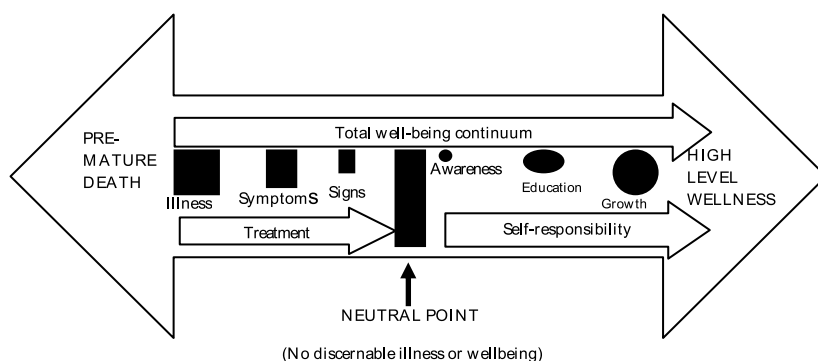 Total well-being continuum
PRE-
MATURE
DEATH
HIGH
LEVEL
WELLNESS
Illness
Symptoms
Signs
Awareness
Education
Growth
Treatment
Self-responsibility
NEUTRAL POINT
(No discernable illness or wellbeing)